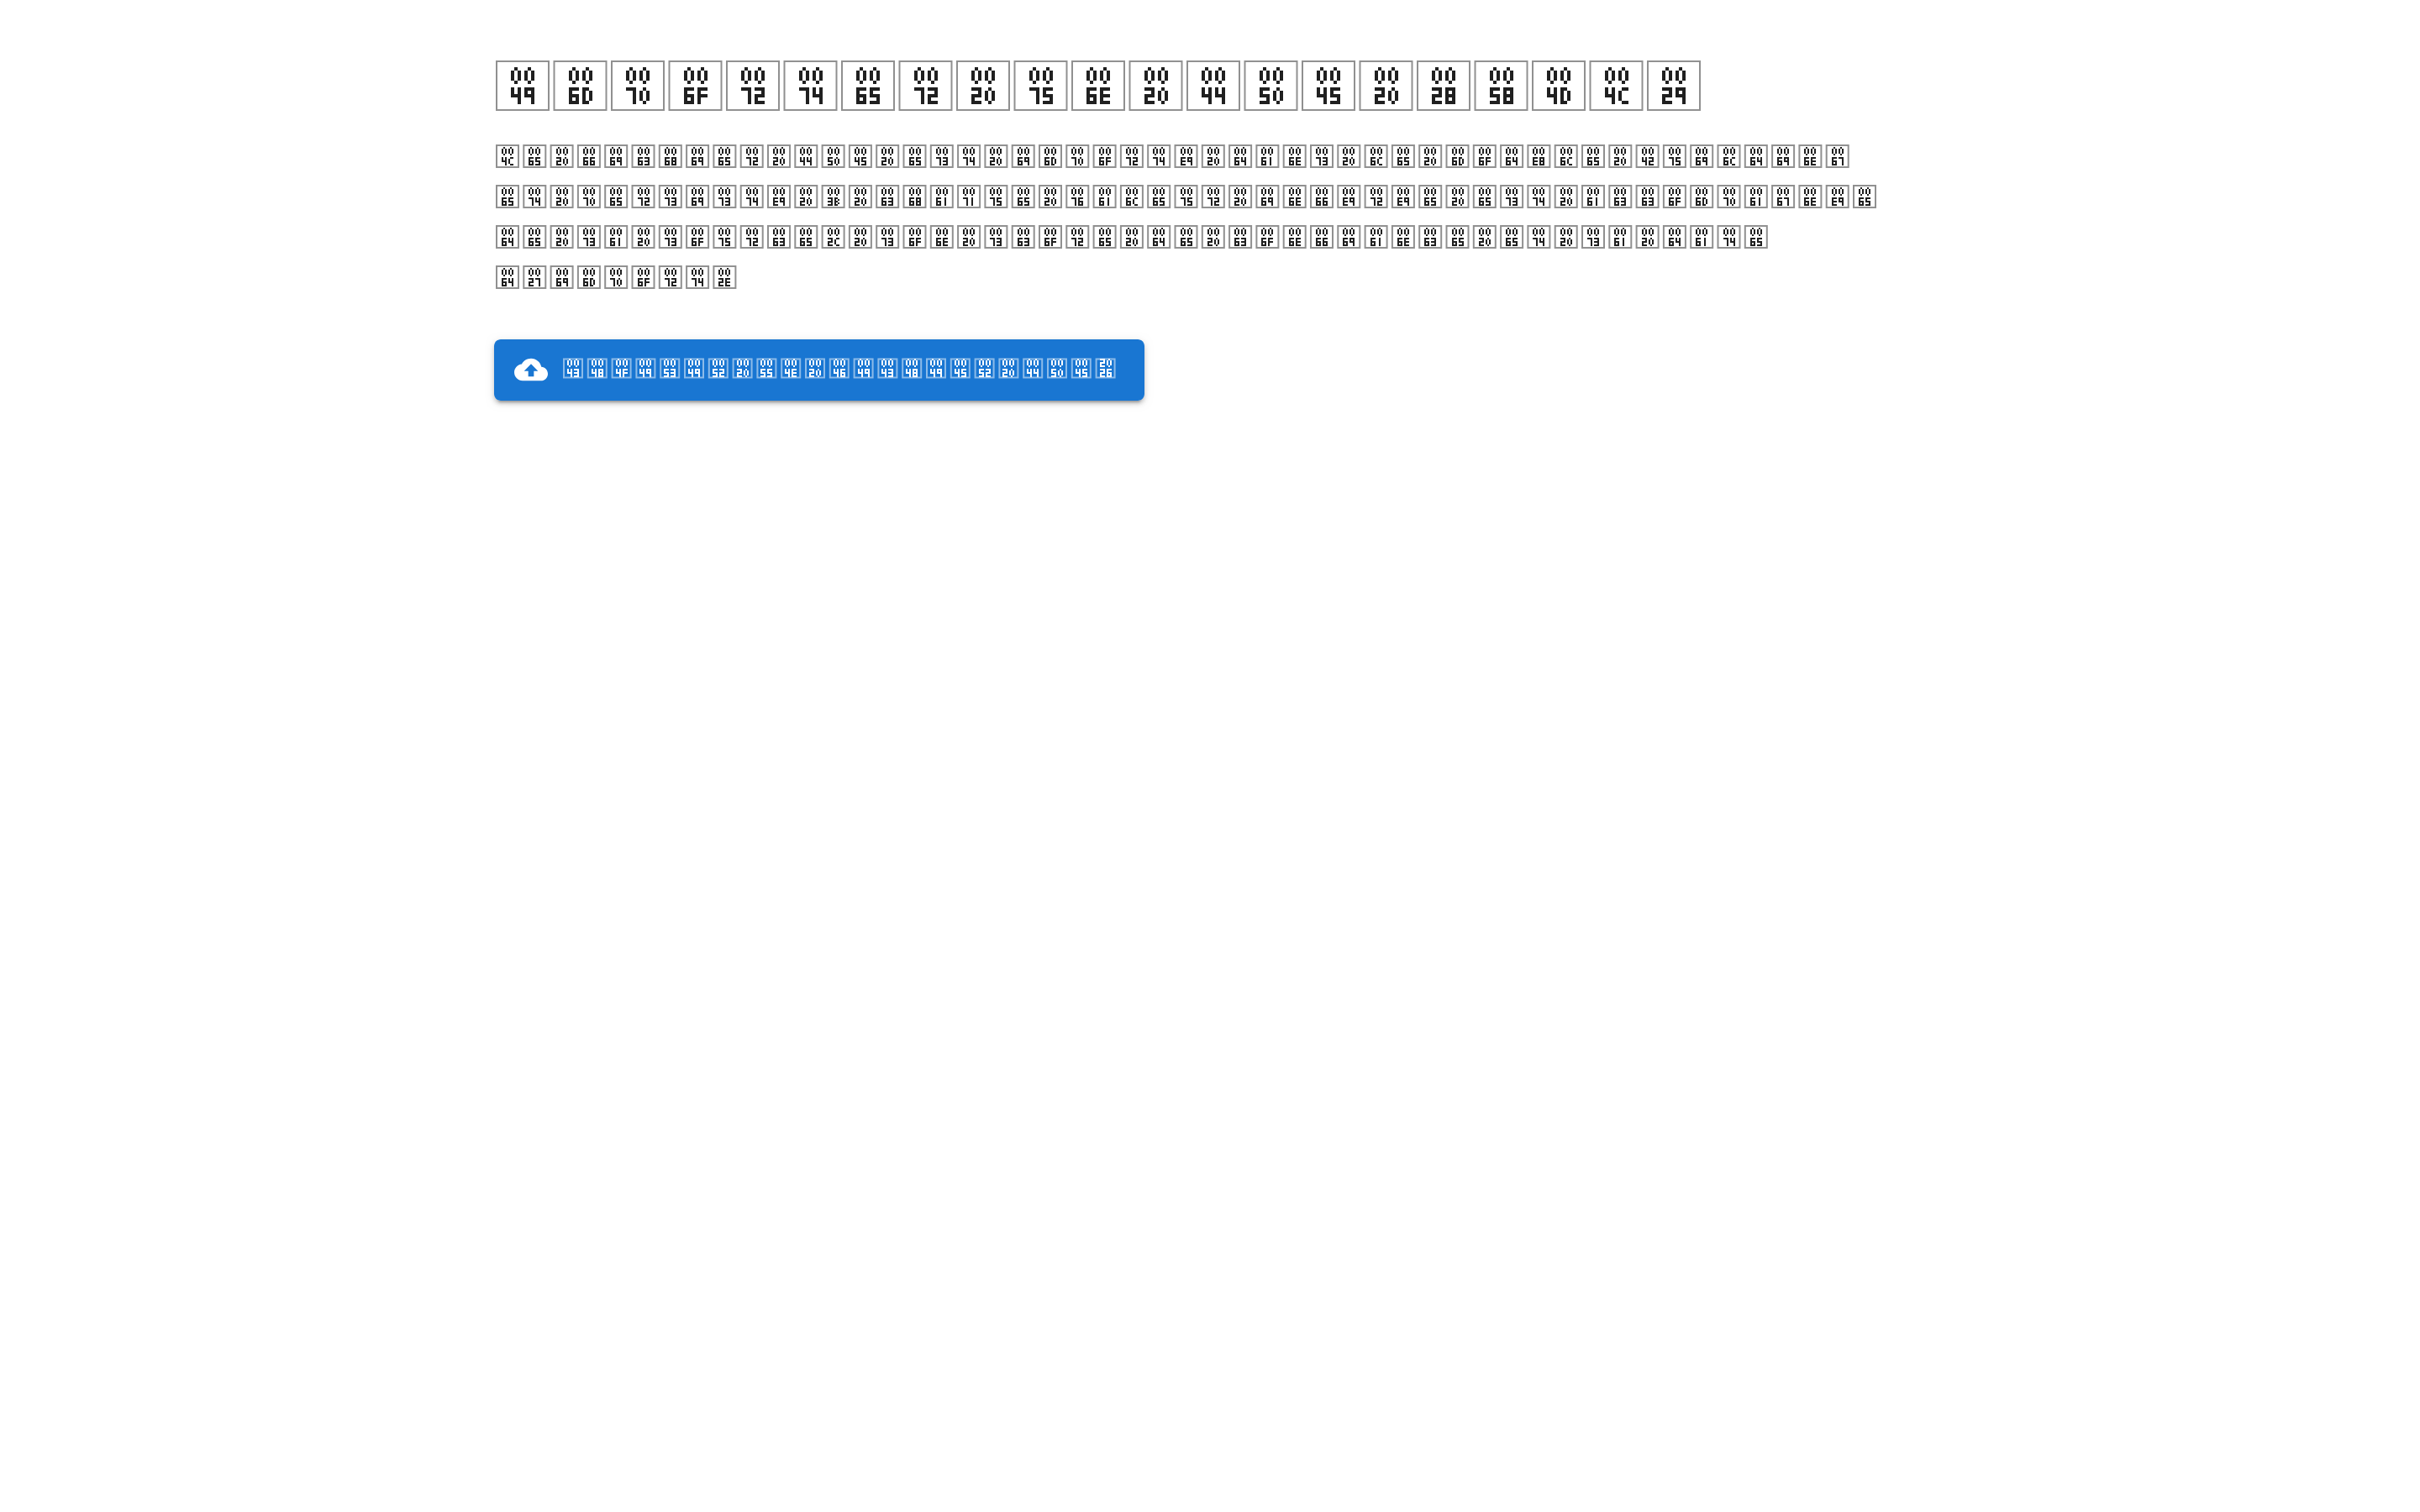 Importer un DPE (XML)
Le fichier DPE est importé dans le modèle Building
et persisté ; chaque valeur inférée est accompagnée
de sa source, son score de confiance et sa date
d'import.
CHOISIR UN FICHIER DPE…